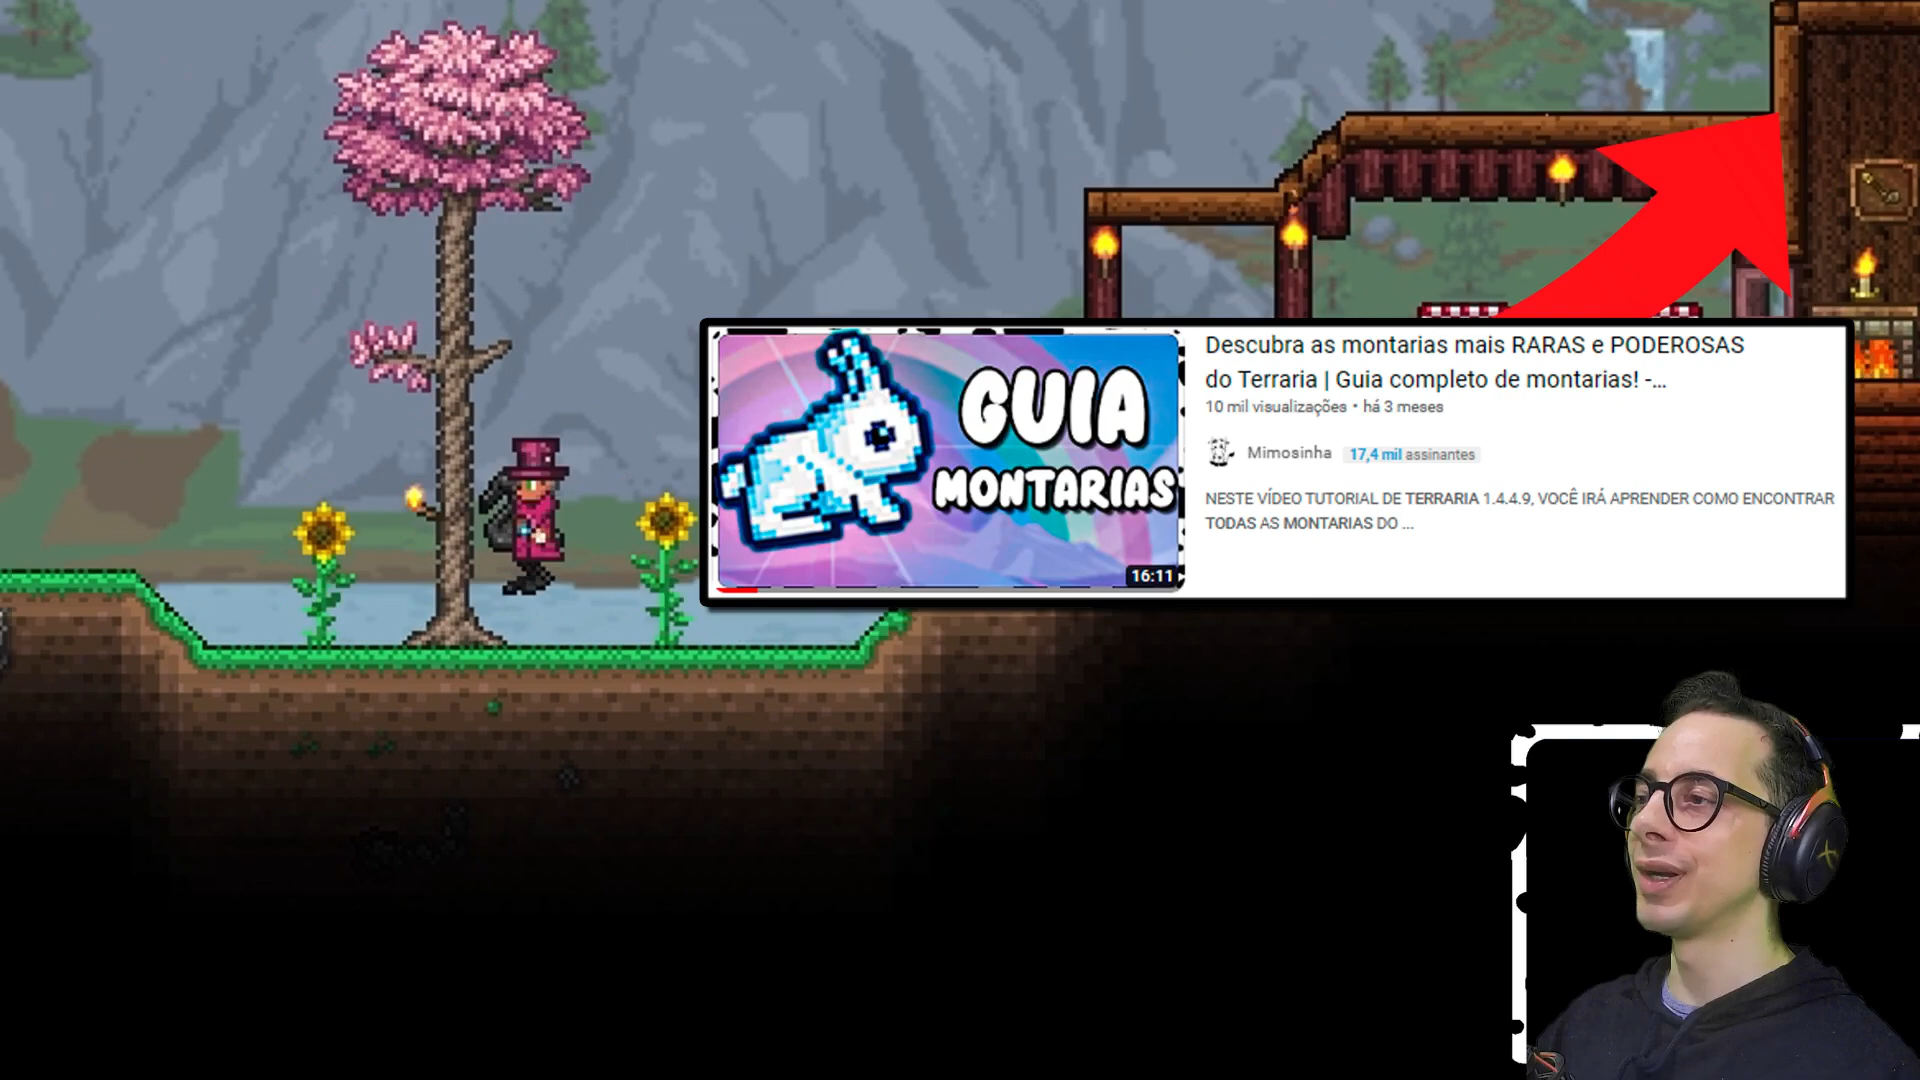 GUIA
MONTARIAS
16:11
Descubra as montarias mais RARAS e PODEROSAS
do Terraria | Guia completo de montarias! -...
10 mil visualizações • há 3 meses
Mimosinha 17,4 mil assinantes
NESTE VÍDEO TUTORIAL DE TERRARIA 1.4.4.9, VOCÊ IRÁ APRENDER COMO ENCONTRAR
TODAS AS MONTARIAS DO ...